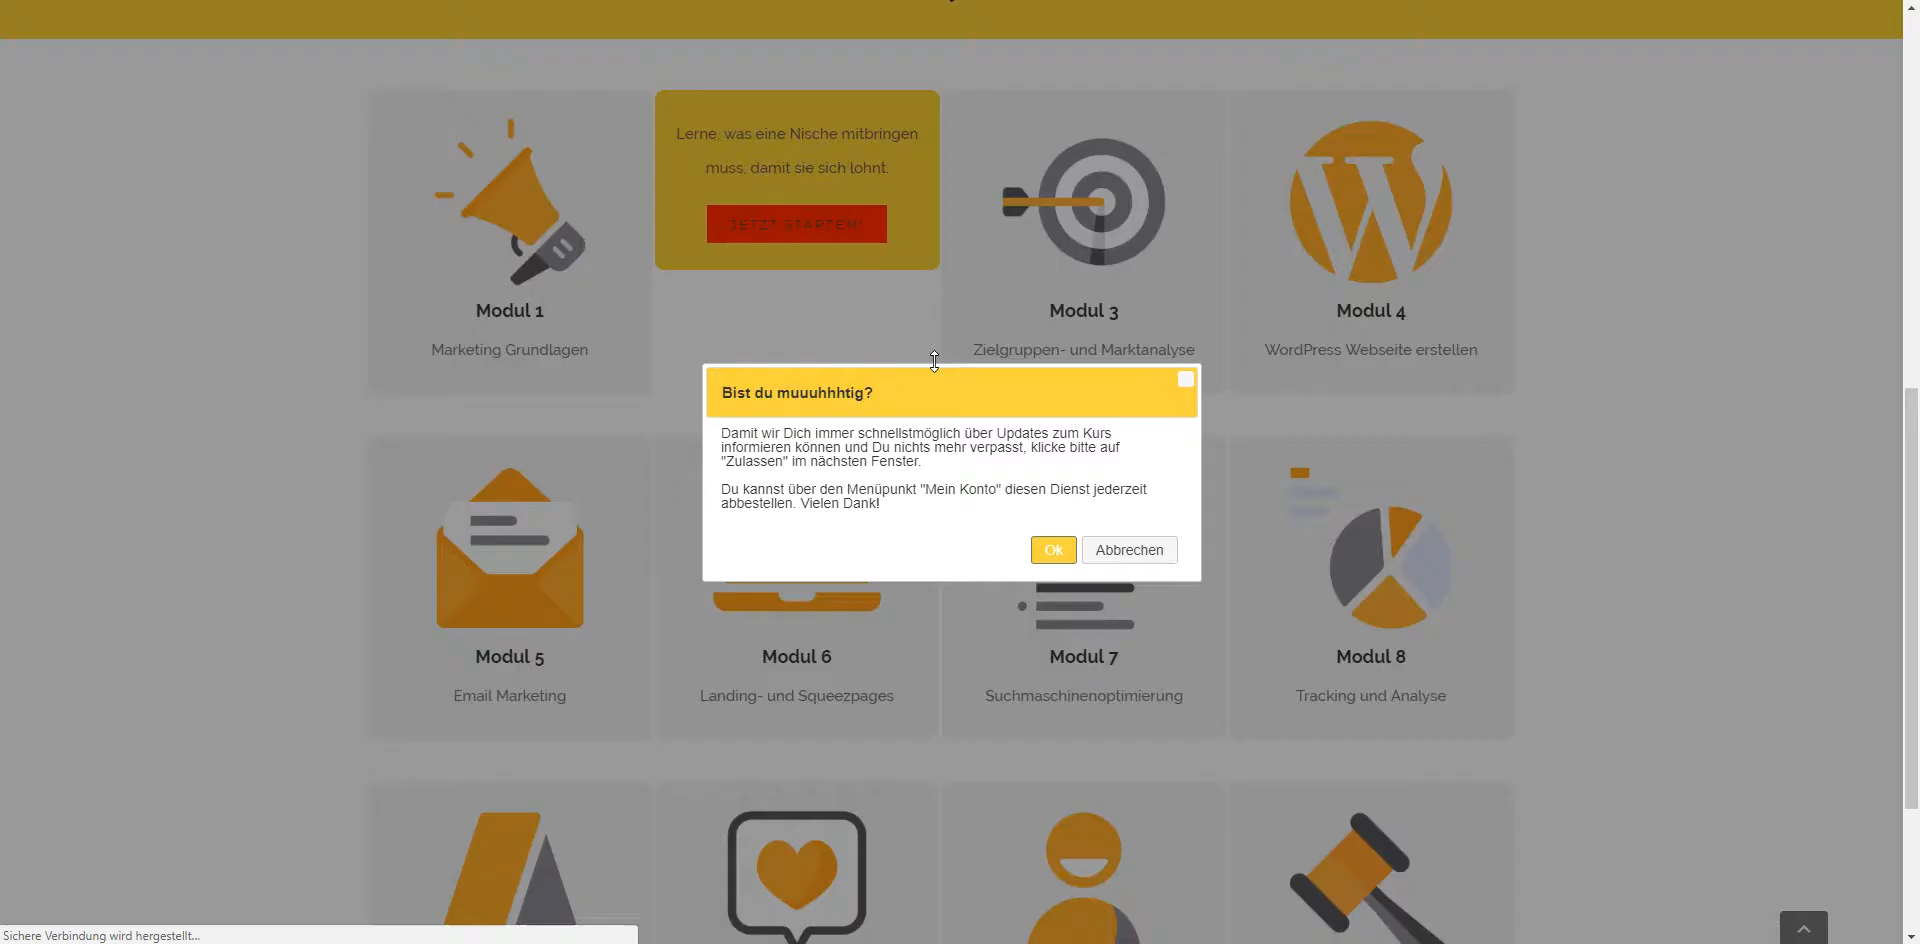 Lerne, was eine Nische mitbringen
muss, damit sie sich lohnt.
JETZT STARTEN!
Modul 1
Marketing Grundlagen
Modul 3
Zielgruppen- und Marktanalyse
Modul 4
WordPress Webseite erstellen
Bist du muuuhhhtig?
Damit wir Dich immer schnellstmöglich über Updates zum Kurs
informieren können und Du nichts mehr verpasst, klicke bitte auf
"Zulassen" im nächsten Fenster.
Du kannst über den Menüpunkt "Mein Konto" diesen Dienst jederzeit
abbestellen. Vielen Dank!
Ok
Abbrechen
Modul 5
Email Marketing
Modul 6
Landing- und Squeezpages
Modul 7
Suchmaschinenoptimierung
Modul 8
Tracking und Analyse
Sichere Verbindung wird hergestellt...